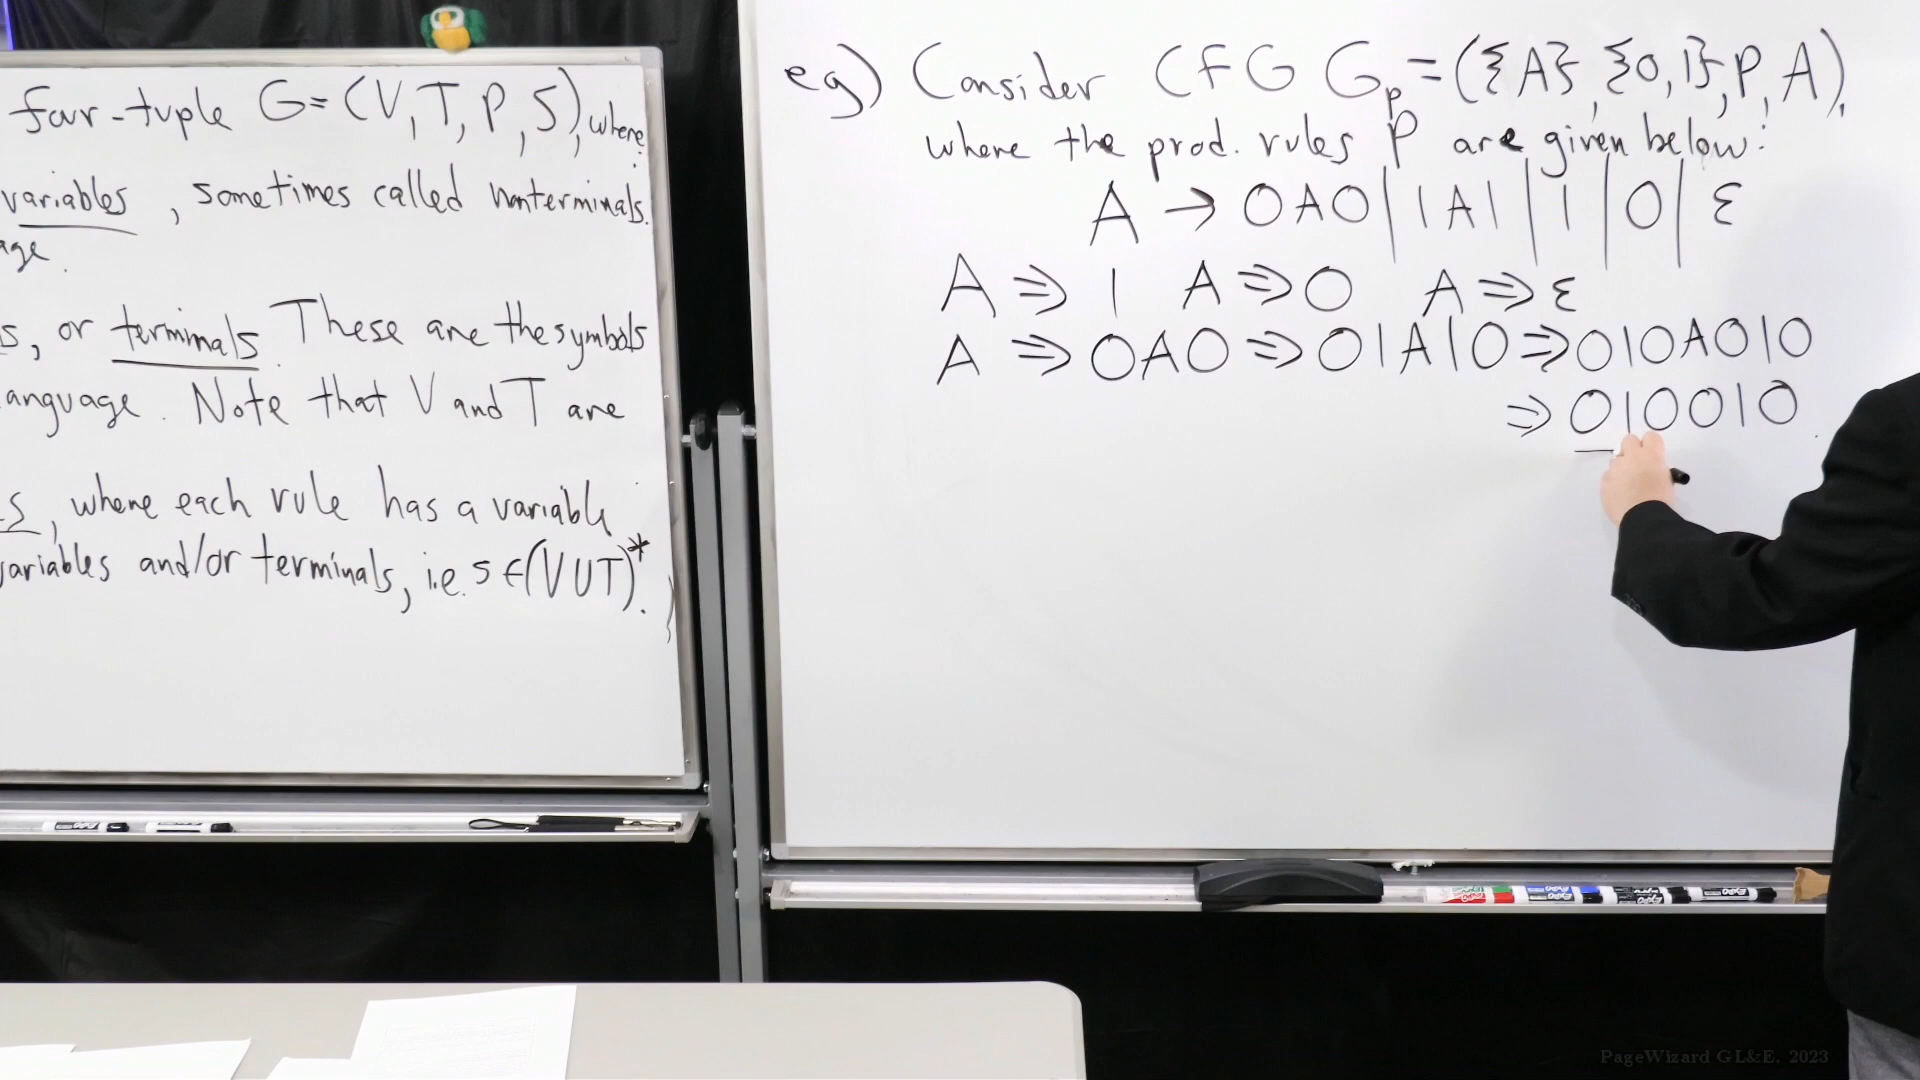 four-tuple G=(V,T,P,S), where:
variables, sometimes called nonterminals.
age.
s, or terminals. These are the symbols
anguage. Note that V and T are
s, where each rule has a variable
variables and/or terminals, i.e. s ∈ (V∪T)*.
eg) Consider CFG Gp=({A},{0,1},P,A),
where the prod. rules P are given below:
A → 0A0 | 1A1 | 1 | 0 | ε
A ⇒ 1 A ⇒ 0 A ⇒ ε
A ⇒ 0A0 ⇒ 01A10 ⇒ 010A010
⇒ 010010
PageWizard GL&E, 2023